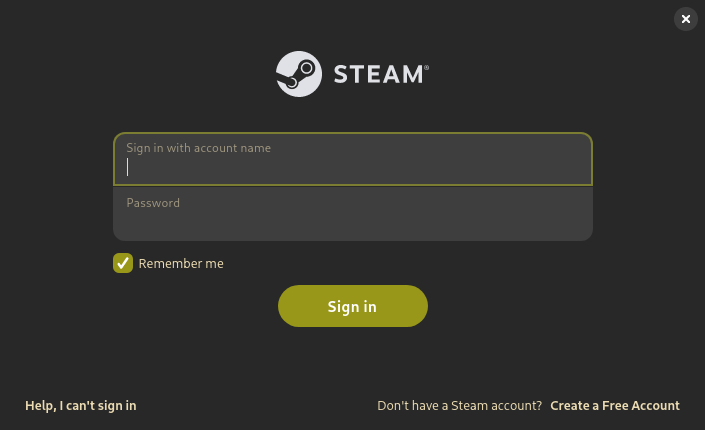 STEAM®
Sign in with account name
Password
Remember me
Sign in
Help, I can't sign in
Don't have a Steam account? Create a Free Account